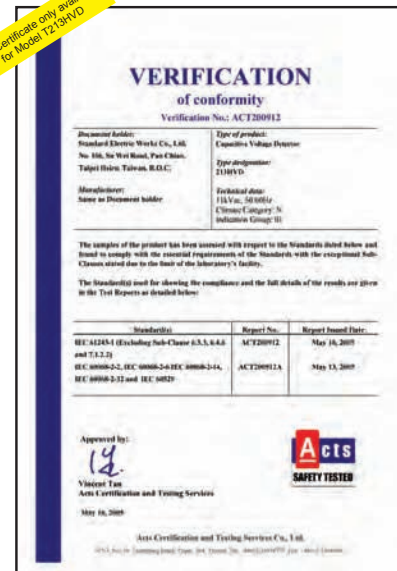 certificate only
for Model T213HVD
VERIFICATION
of conformity
Verification No.: ACT200912
Document holder:
Standard Electric Works Co., Ltd.
No. 106, Su Wei Road, Pan Chiao,
Taipei Hsien, Taiwan, R.O.C.
Manufacturer:
Same as Document holder
Type of product:
Capacitive Voltage Detector
Type designation:
213HVD
Technical data:
11kVac, 50/60Hz
Climate Category: N
Indication Group: III
The samples of the product has been assessed with respect to the Standards listed below and
found to comply with the essential requirements of the Standards with the exceptional Sub-
Clauses stated due to the limit of the laboratory's facility.
The Standard(s) used for showing the compliance and the full details of the results are given
in the Test Reports as detailed below:
Standard(s) Report No. Report Issued Date:
IEC 61243-1 (Excluding Sub-Clause 6.3.3, 6.4.6 ACT200912 May 10, 2005
and 7.1.2.2)
IEC 60068-2-2, IEC 60068-2-6 IEC 60068-2-14, ACT200912A May 13, 2005
IEC 60068-2-32 and IEC 60529
Approved by:
Vincent Tan
Acts Certification and Testing Services
May 16, 2005
Acts
SAFETY TESTED
Acts Certification and Testing Services Co., Ltd.